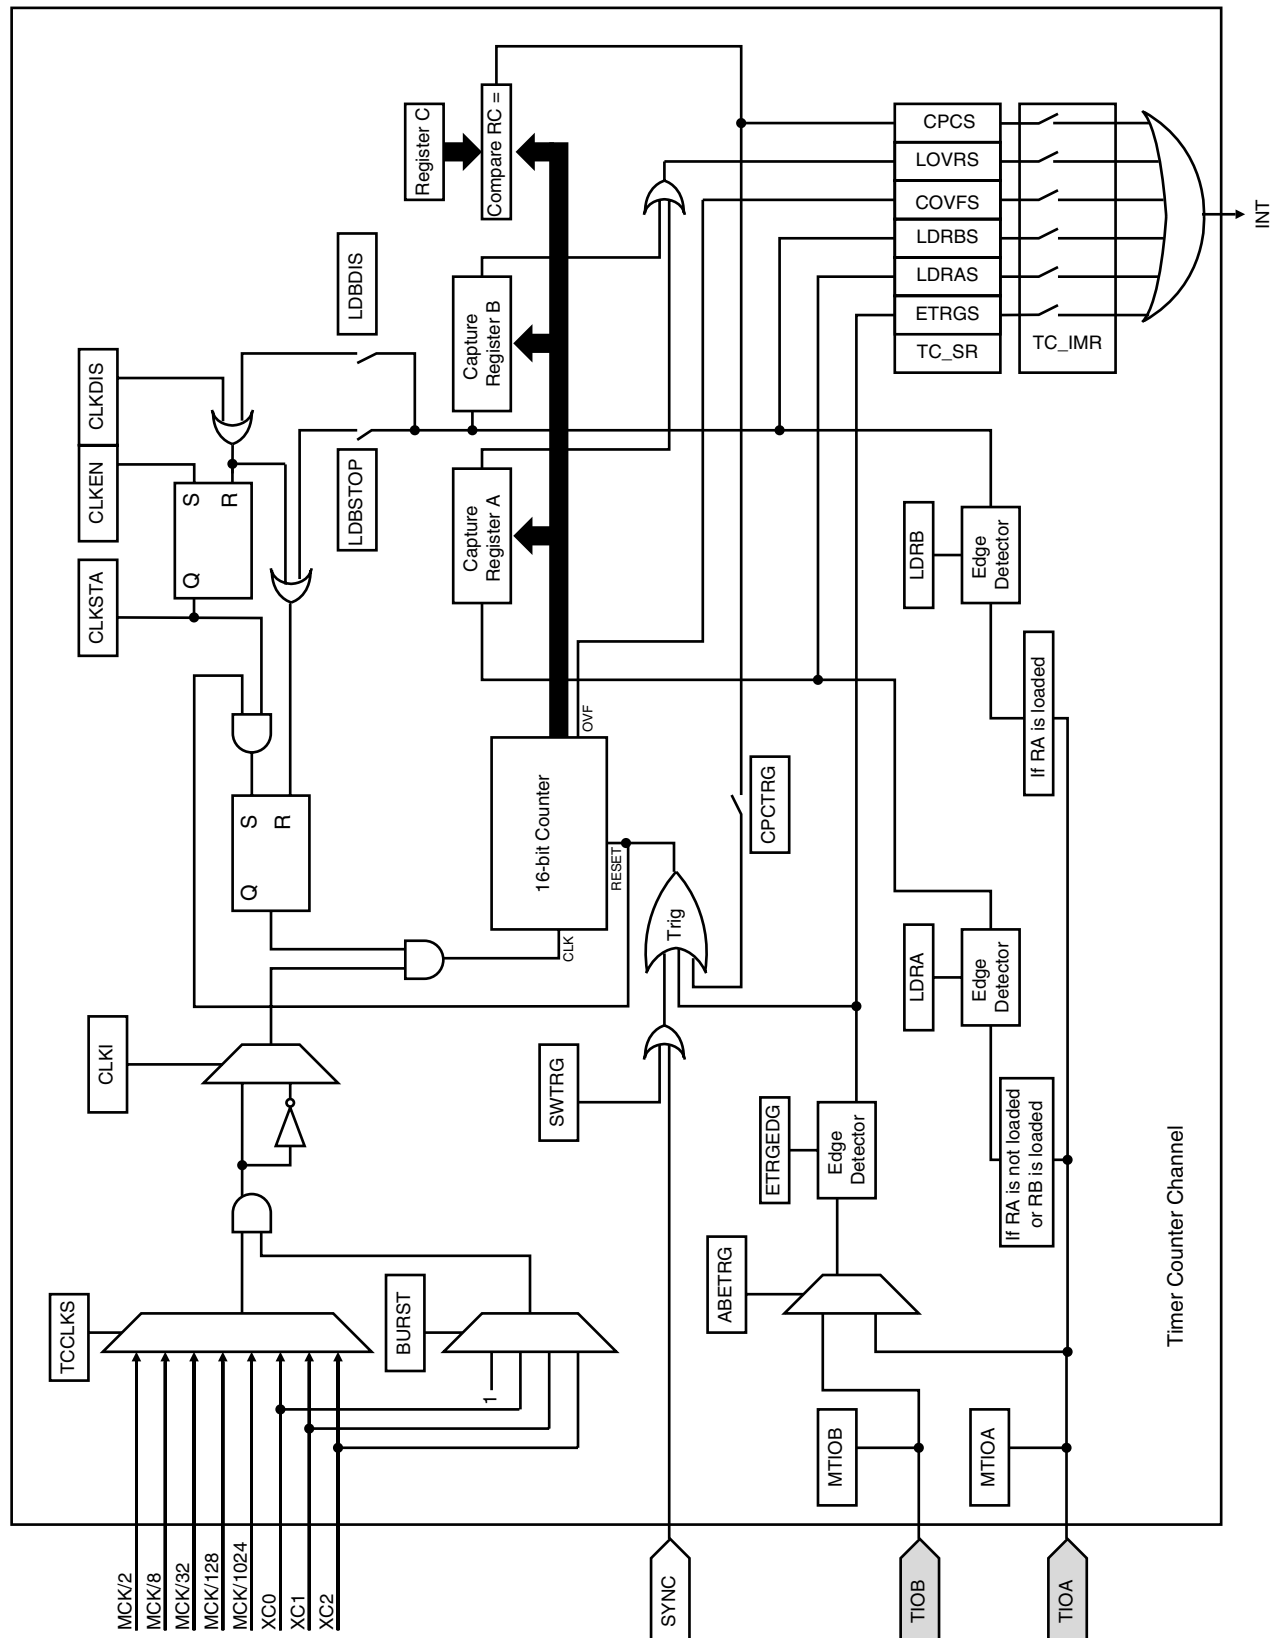 MCK/2
MCK/8
MCK/32
MCK/128
MCK/1024
XC0
XC1
XC2
TCCLKS
BURST
1
CLKI
CLKSTA
CLKEN
CLKDIS
Q
S
R
Q
S
R
LDBSTOP
LDBDIS
Register C
Capture
Register A
Capture
Register B
Compare RC =
16-bit Counter
CLK
OVF
RESET
SYNC
SWTRG
Trig
CPCTRG
TIOB
MTIOB
ABETRG
ETRGEDG
Edge
Detector
TIOA
MTIOA
If RA is not loaded
or RB is loaded
LDRA
Edge
Detector
If RA is loaded
LDRB
Edge
Detector
CPCS
LOVRS
COVFS
LDRBS
LDRAS
ETRGS
TC_SR
TC_IMR
INT
Timer Counter Channel